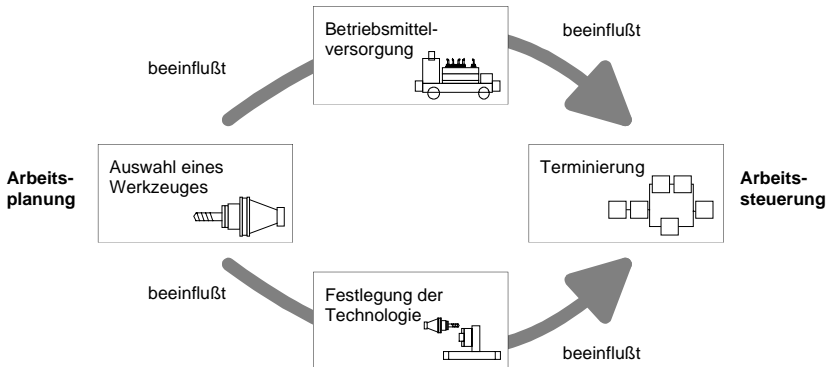 Betriebsmittel-
versorgung
beeinflußt
beeinflußt
Arbeits-
planung
Auswahl eines
Werkzeuges
Terminierung
Arbeits-
steuerung
beeinflußt
Festlegung der
Technologie
beeinflußt